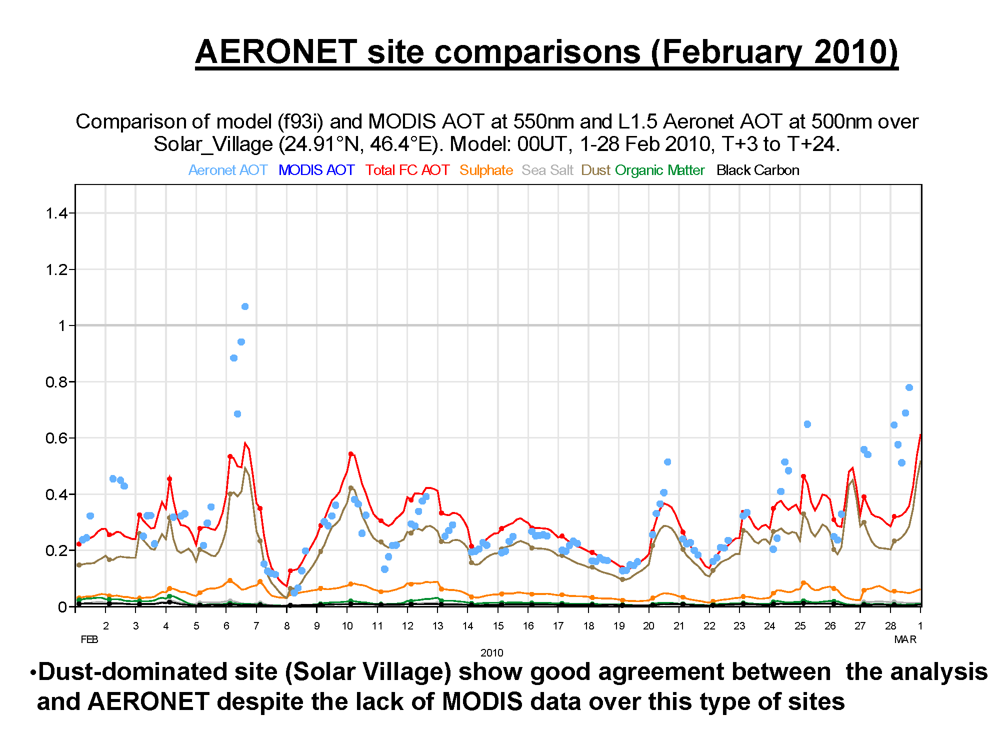 AERONET site comparisons (February 2010)
Comparison of model (f93i) and MODIS AOT at 550nm and L1.5 Aeronet AOT at 500nm over
Solar_Village (24.91°N, 46.4°E). Model: 00UT, 1-28 Feb 2010, T+3 to T+24.
Aeronet AOT MODIS AOT Total FC AOT Sulphate Sea Salt Dust Organic Matter Black Carbon
1.4
1.2
1
0.8
0.6
0.4
0.2
0
2 3 4 5 6 7 8 9 10 11 12 13 14 15 16 17 18 19 20 21 22 23 24 25 26 27 28 1
FEB MAR
2010
•Dust-dominated site (Solar Village) show good agreement between the analysis
and AERONET despite the lack of MODIS data over this type of sites